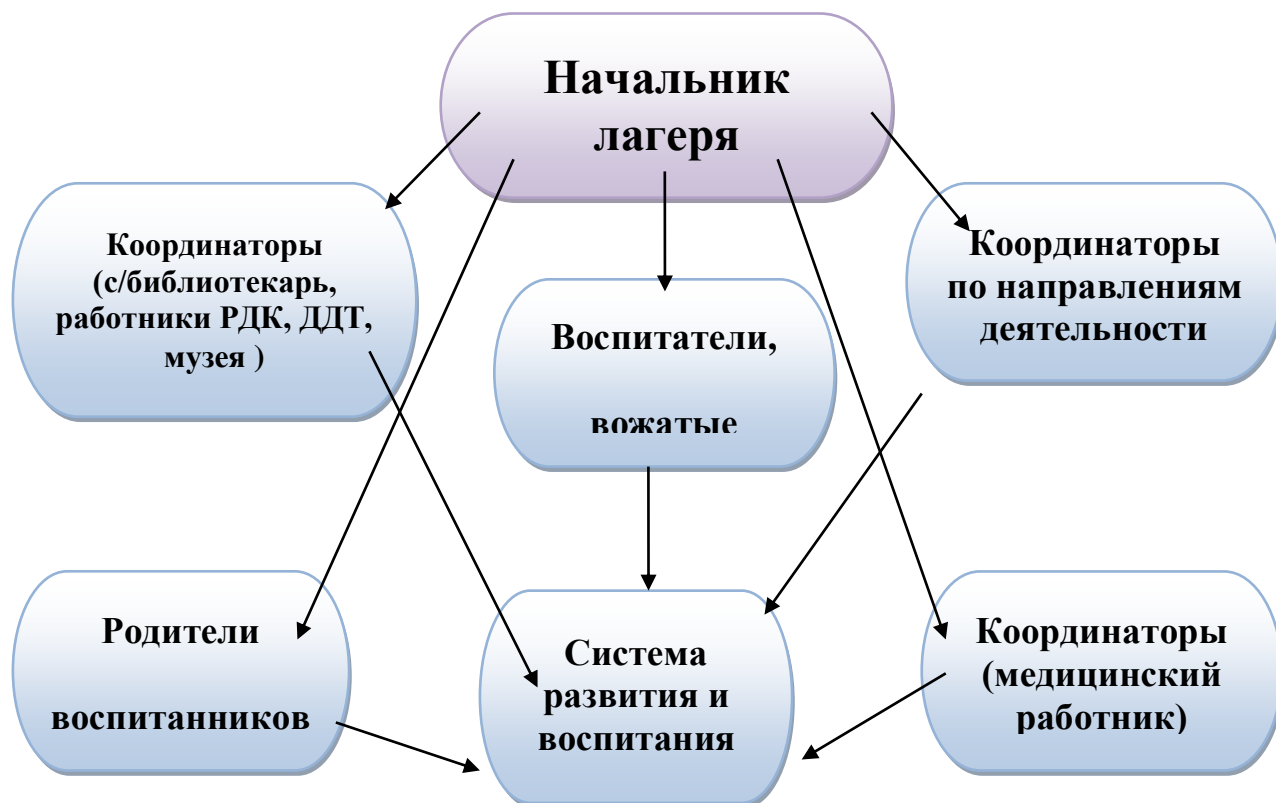 Начальник
лагеря
Координаторы
(с/библиотекарь,
работники РДК, ДДТ,
музея )
Воспитатели,
вожатые
Координаторы
по направлениям
деятельности
Родители
воспитанников
Система
развития и
воспитания
Координаторы
(медицинский
работник)